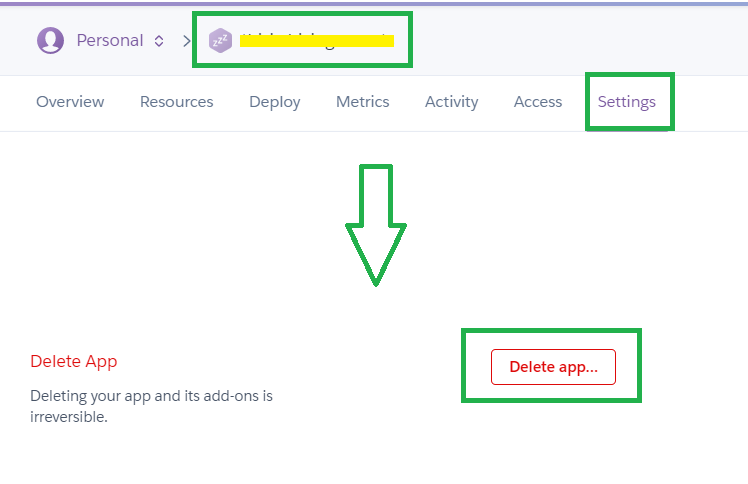 Personal
zzz
Overview Resources Deploy Metrics Activity Access Settings
Delete App
Delete app...
Deleting your app and its add-ons is
irreversible.